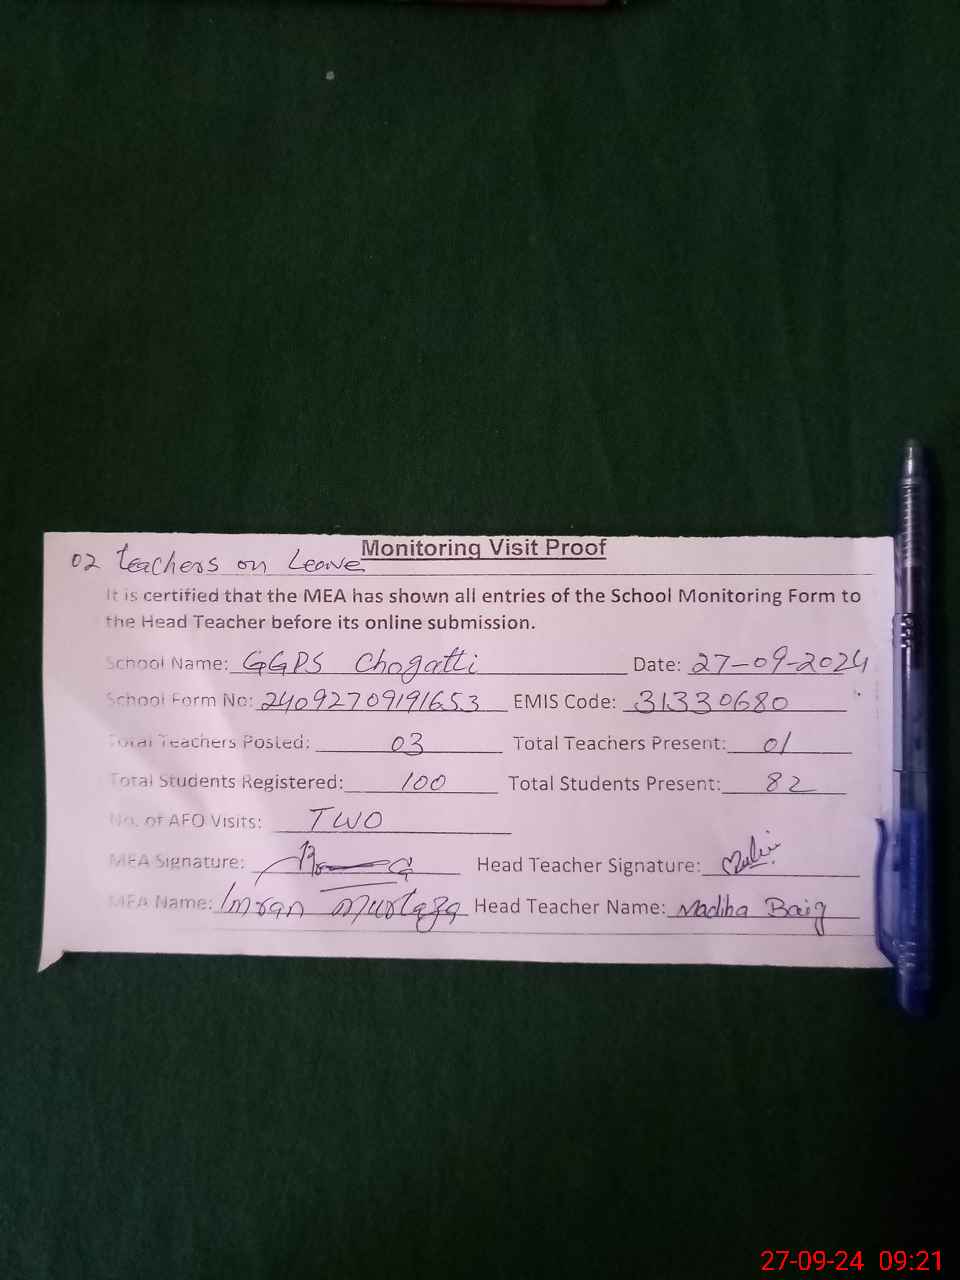 Monitoring Visit Proof
02 teachers on Leave
It is certified that the MEA has shown all entries of the School Monitoring Form to
the Head Teacher before its online submission.
School Name: GGPS Chogatti Date: 27-09-2024
School Form No: 24092709191653 EMIS Code: 31330680
Total Teachers Posted: 03 Total Teachers Present: 01
Total Students Registered: 100 Total Students Present: 82
No. of AEO Visits: TWO
MEA Signature: Head Teacher Signature:
MEA Name: Imran Murtaza Head Teacher Name: Madiha Baig
27-09-24 09:21